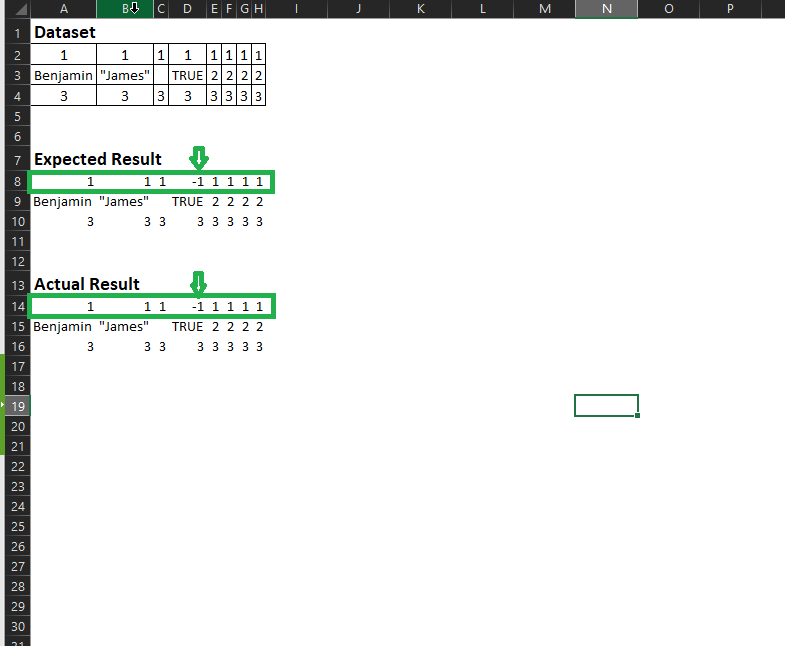 A B C D E F G H I J K L M N O P
1 Dataset
2 1 1 1 1 1 1 1 1
3 Benjamin "James" TRUE 2 2 2 2
4 3 3 3 3 3 3 3 3
5
6
7 Expected Result
8 1 1 1 -1 1 1 1 1
9 Benjamin "James" TRUE 2 2 2 2
10 3 3 3 3 3 3 3 3
11
12
13 Actual Result
14 1 1 1 -1 1 1 1 1
15 Benjamin "James" TRUE 2 2 2 2
16 3 3 3 3 3 3 3 3
17
18
19
20
21
22
23
24
25
26
27
28
29
30
31